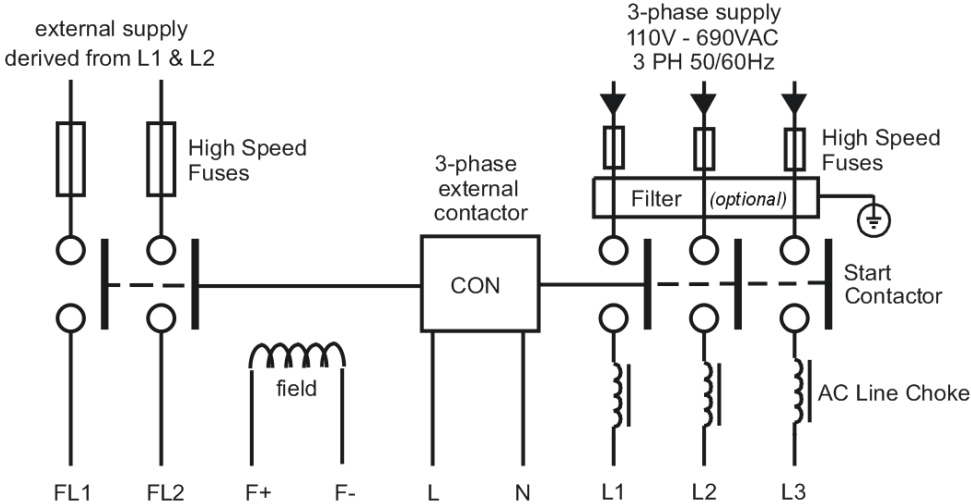 external supply
derived from L1 & L2
3-phase supply
110V - 690VAC
3 PH 50/60Hz
High Speed
Fuses
3-phase
external
contactor
High Speed
Fuses
Filter (optional)
CON
Start
Contactor
field
AC Line Choke
FL1 FL2 F+ F- L N L1 L2 L3